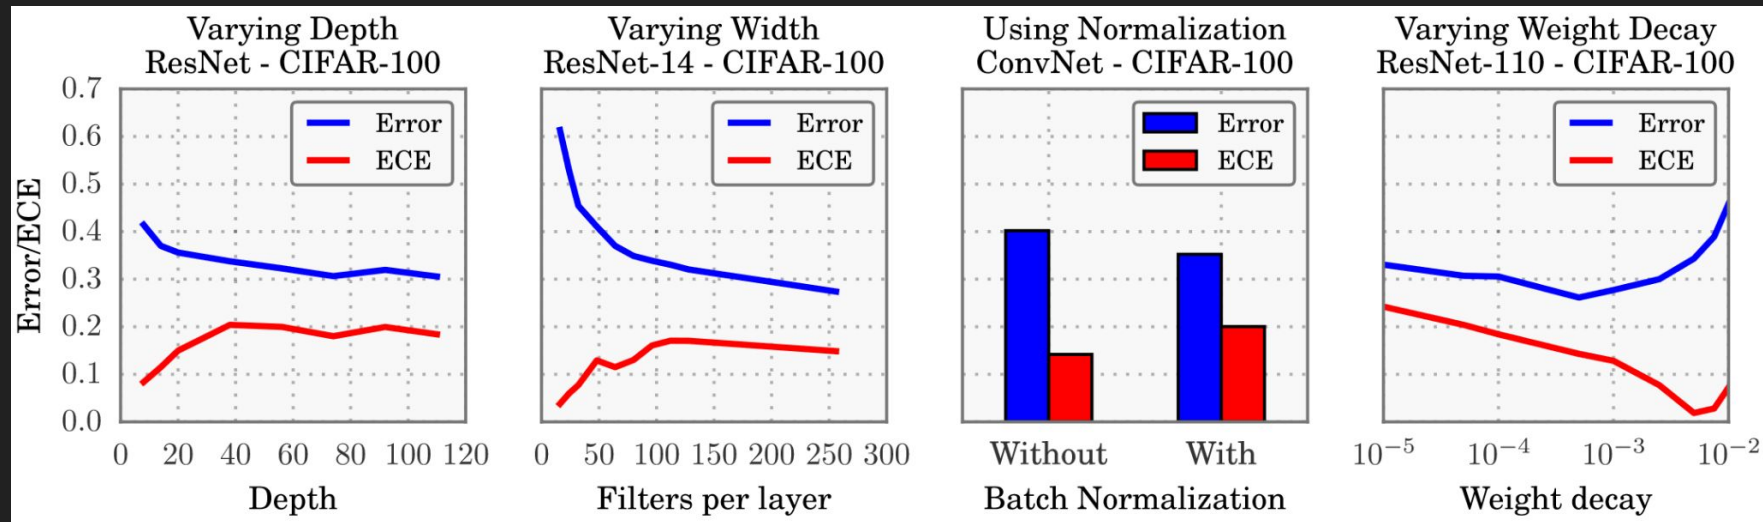 Varying Depth
ResNet - CIFAR-100
Varying Width
ResNet-14 - CIFAR-100
Using Normalization
ConvNet - CIFAR-100
Varying Weight Decay
ResNet-110 - CIFAR-100
Error/ECE
0.7
0.6
0.5
0.4
0.3
0.2
0.1
0.0
Error
ECE
0 20 40 60 80 100 120
Depth
Error
ECE
0 50 100 150 200 250 300
Filters per layer
Error
ECE
Without With
Batch Normalization
Error
ECE
10⁻⁵ 10⁻⁴ 10⁻³ 10⁻²
Weight decay